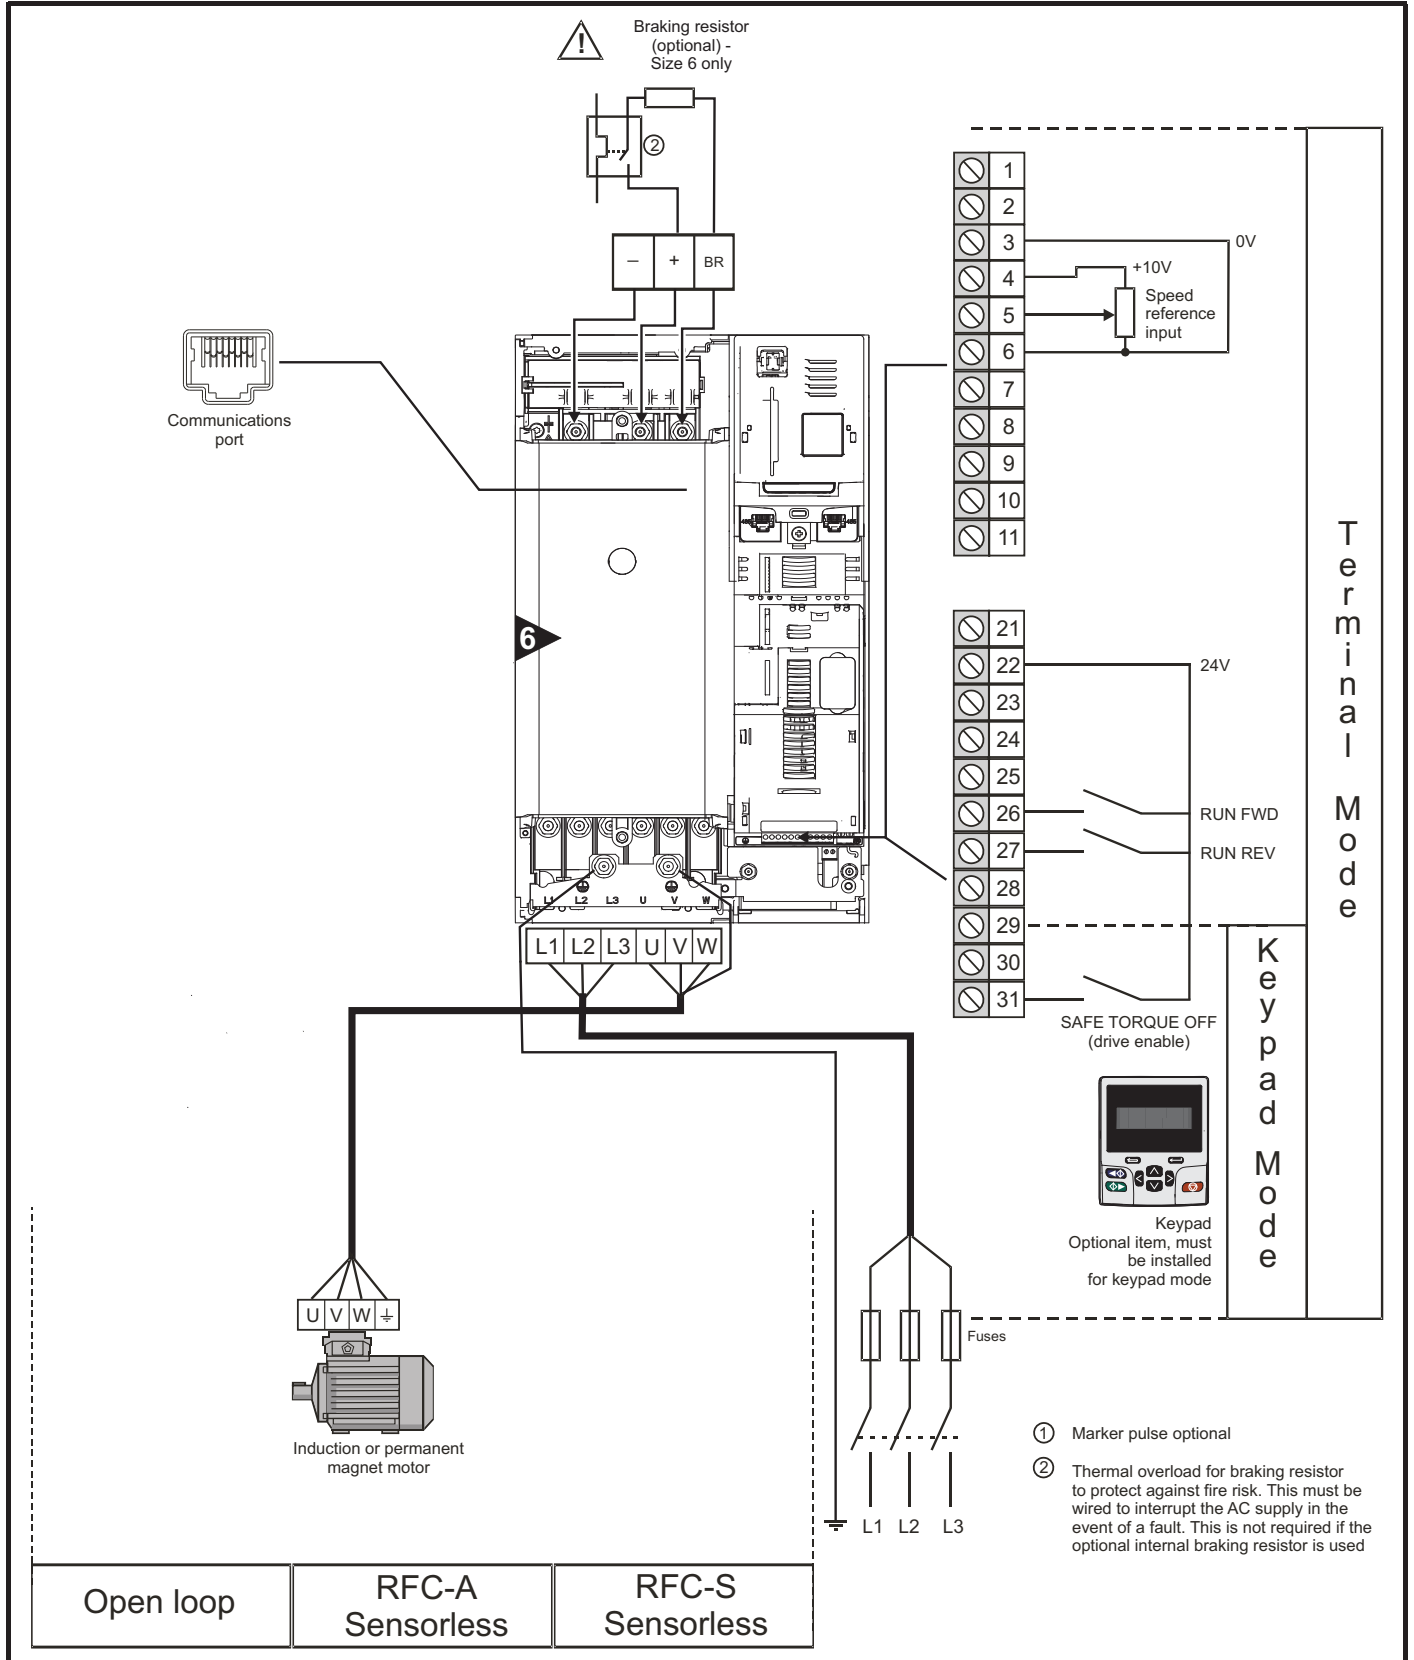 Braking resistor
(optional) -
Size 6 only
2
– + BR
Communications
port
1
2
3
4
5
6
7
8
9
10
11
0V
+10V
Speed
reference
input
21
22
23
24
25
26
27
28
29
30
31
24V
RUN FWD
RUN REV
SAFE TORQUE OFF
(drive enable)
Terminal Mode
Keypad Mode
6
L1 L2 L3 U V W
L1 L2 L3 U V W
Keypad
Optional item, must
be installed
for keypad mode
U V W
Induction or permanent
magnet motor
Fuses
L1 L2 L3
1 Marker pulse optional
2 Thermal overload for braking resistor
to protect against fire risk. This must be
wired to interrupt the AC supply in the
event of a fault. This is not required if the
optional internal braking resistor is used
Open loop
RFC-A
Sensorless
RFC-S
Sensorless